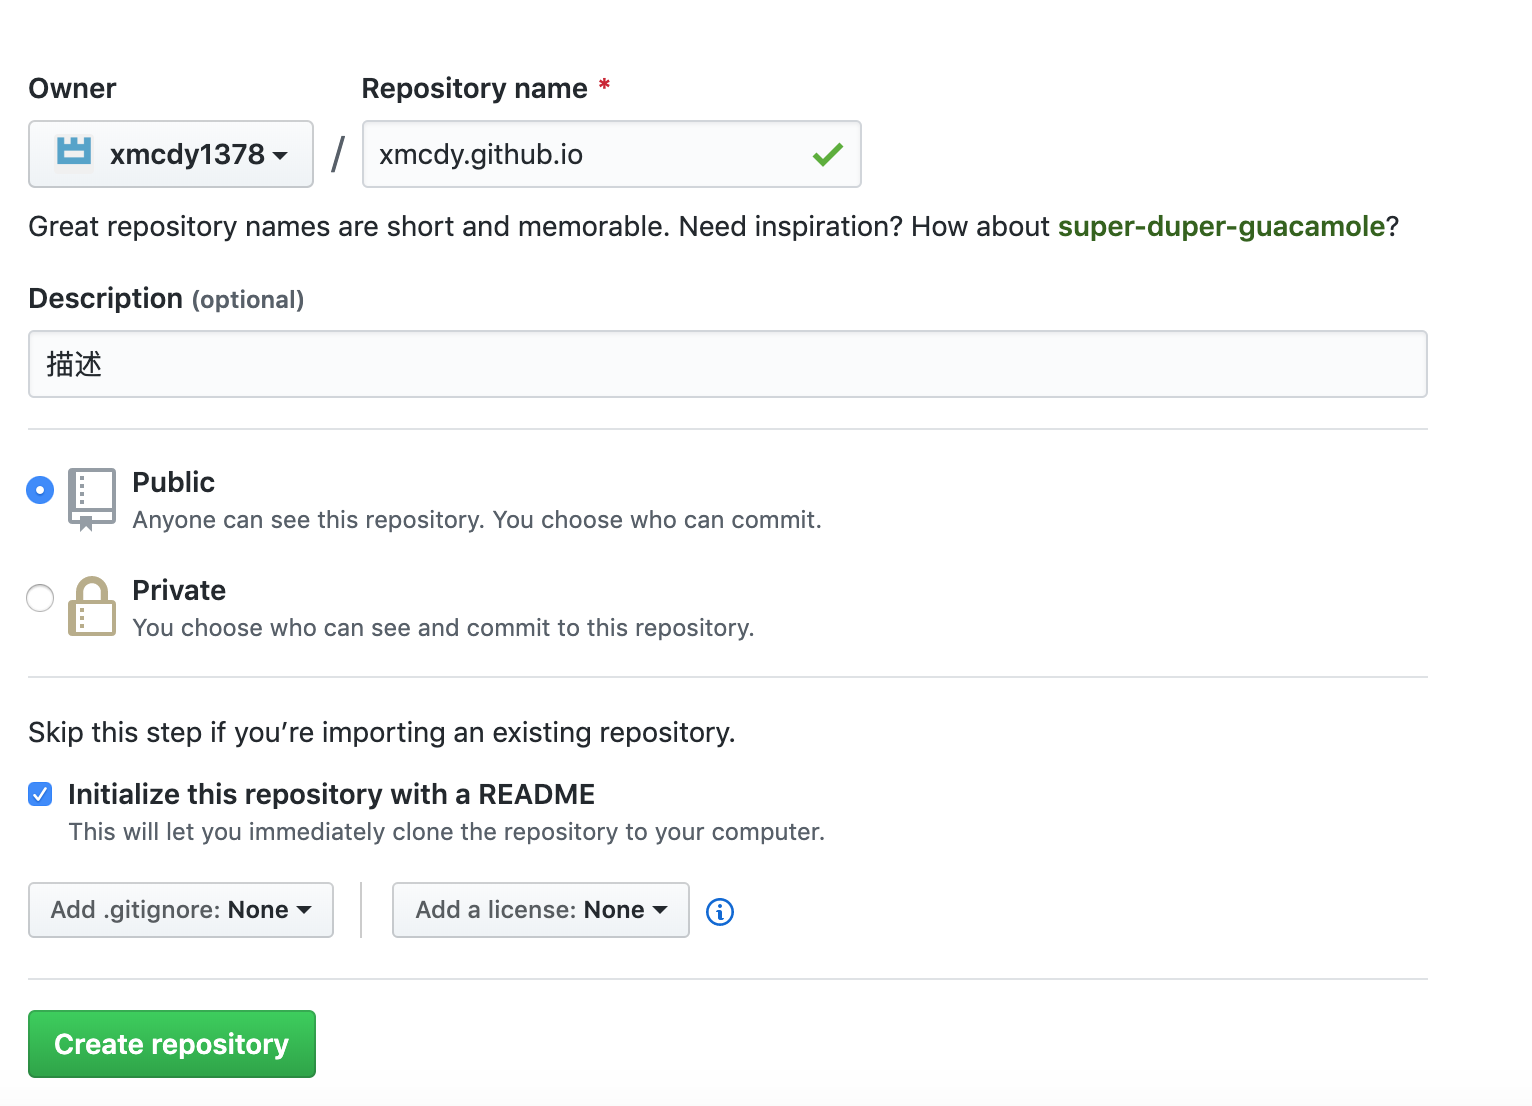 Owner Repository name *
xmcdy1378 / xmcdy.github.io
Great repository names are short and memorable. Need inspiration? How about super-duper-guacamole?
Description (optional)
描述
Public
Anyone can see this repository. You choose who can commit.
Private
You choose who can see and commit to this repository.
Skip this step if you’re importing an existing repository.
Initialize this repository with a README
This will let you immediately clone the repository to your computer.
Add .gitignore: None Add a license: None
Create repository